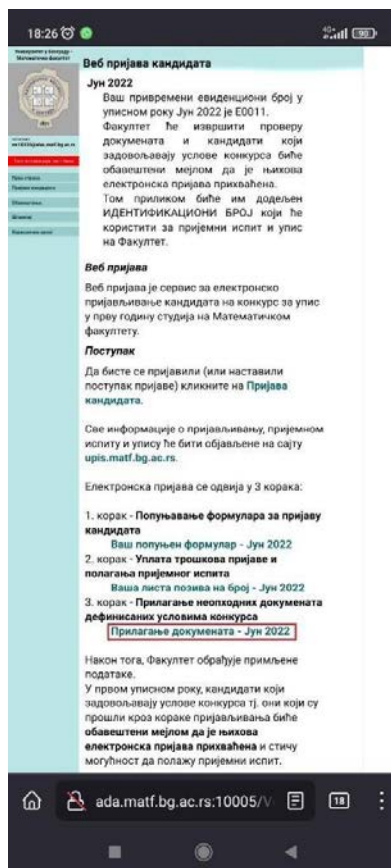 18:26
4G+
90
Универзитет у Београду -
Математички факултет
Веб пријава кандидата
Јун 2022
Ваш привремени евиденциони број у
уписном року Јун 2022 је Е0011.
Факултет ће извршити проверу
докумената и кандидати који
задовољавају услове конкурса биће
обавештени мејлом да је њихова
електронска пријава прихваћена.
Том приликом биће им додељен
ИДЕНТИФИКАЦИОНИ БРОЈ који ће
користити за пријемни испит и упис
на Факултет.
Веб пријава
Веб пријава је сервис за електронско
пријављивање кандидата на конкурс за упис
у прву годину студија на Математичком
факултету.
Поступак
Да бисте се пријавили (или наставили
поступак пријаве) кликните на Пријава
кандидата.
Све информације о пријављивању, пријемном
испиту и упису ће бити објављене на сајту
upis.matf.bg.ac.rs.
Електронска пријава се одвија у 3 корака:
1. корак - Попуњавање формулара за пријаву
кандидата
Ваш попуњен формулар - Јун 2022
2. корак - Уплата трошкова пријаве и
полагања пријемног испита
Ваша листа позива на број - Јун 2022
3. корак - Прилагање неопходних докумената
дефинисаних условима конкурса
Прилагање докумената - Јун 2022
Након тога, Факултет обрађује примљене
податаке.
У првом уписном року, кандидати који
задовољавају услове конкурса тј. они који су
прошли кроз кораке пријављивања биће
обавештени мејлом да је њихова
електронска пријава прихваћена и стичу
могућност да полажу пријемни испит.
ada.matf.bg.ac.rs:10005/V
18